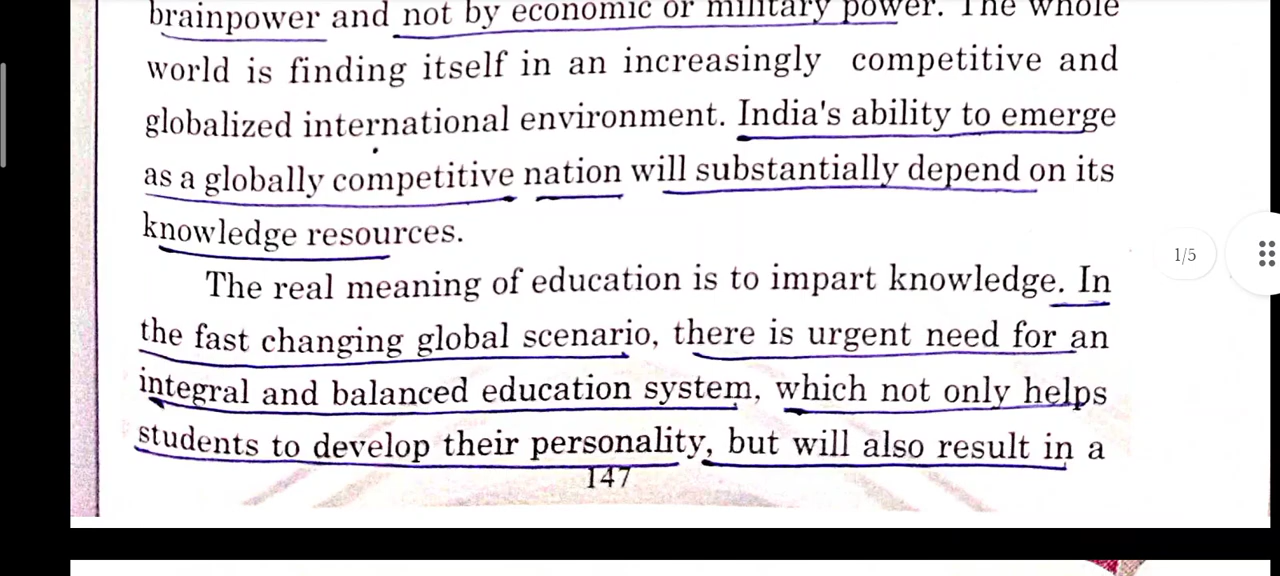 brainpower and not by economic or military power. The whole
world is finding itself in an increasingly competitive and
globalized international environment. India's ability to emerge
as a globally competitive nation will substantially depend on its
knowledge resources.
The real meaning of education is to impart knowledge. In
the fast changing global scenario, there is urgent need for an
integral and balanced education system, which not only helps
students to develop their personality, but will also result in a
147
1/5